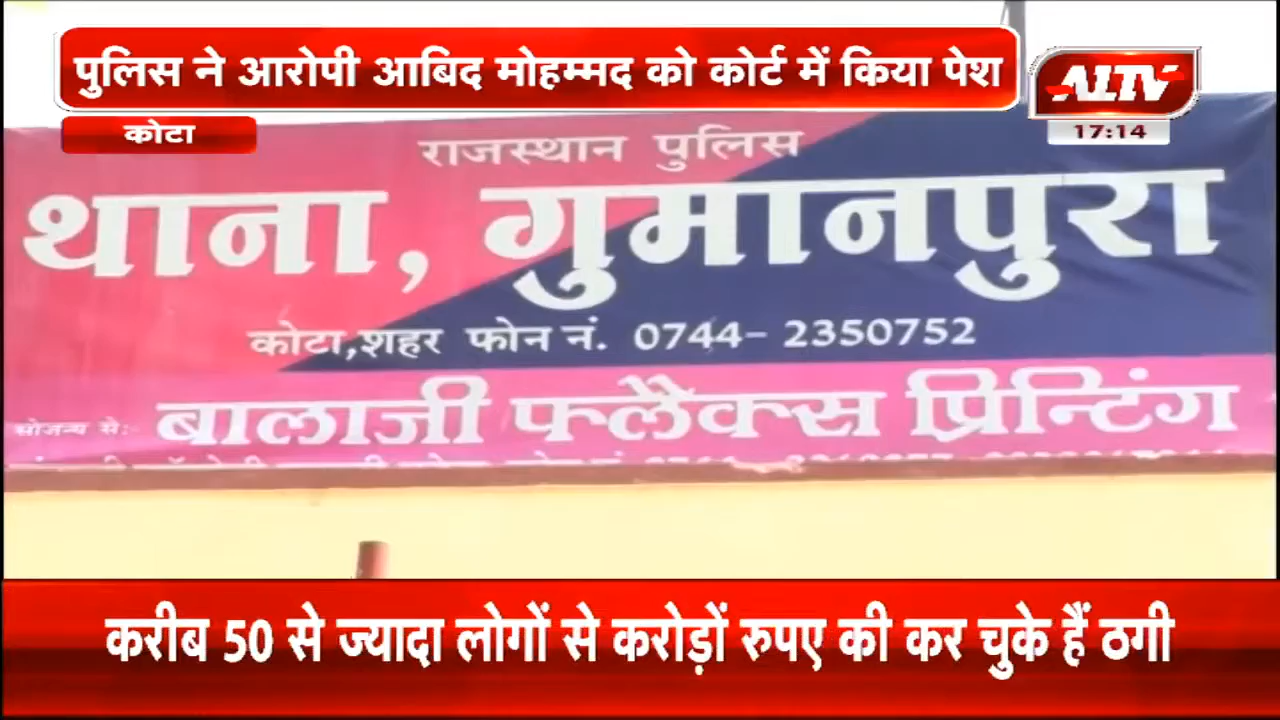 पुलिस ने आरोपी आबिद मोहम्मद को कोर्ट में किया पेश
ALTV
17:14
कोटा
राजस्थान पुलिस
थाना, गुमानपुरा
कोटा,शहर फोन नं. 0744- 2350752
सौजन्य से:-
बालाजी फ्लैक्स प्रिन्टिंग
करीब 50 से ज्यादा लोगों से करोड़ों रुपए की कर चुके हैं ठगी